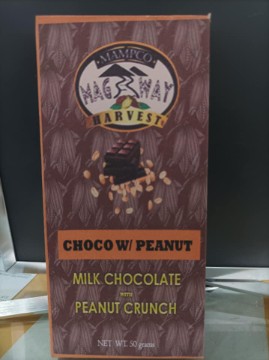 MAMPCO
MAG WAY
HARVEST
CHOCO W/ PEANUT
MILK CHOCOLATE
WITH
PEANUT CRUNCH
NET WT. 50 grams